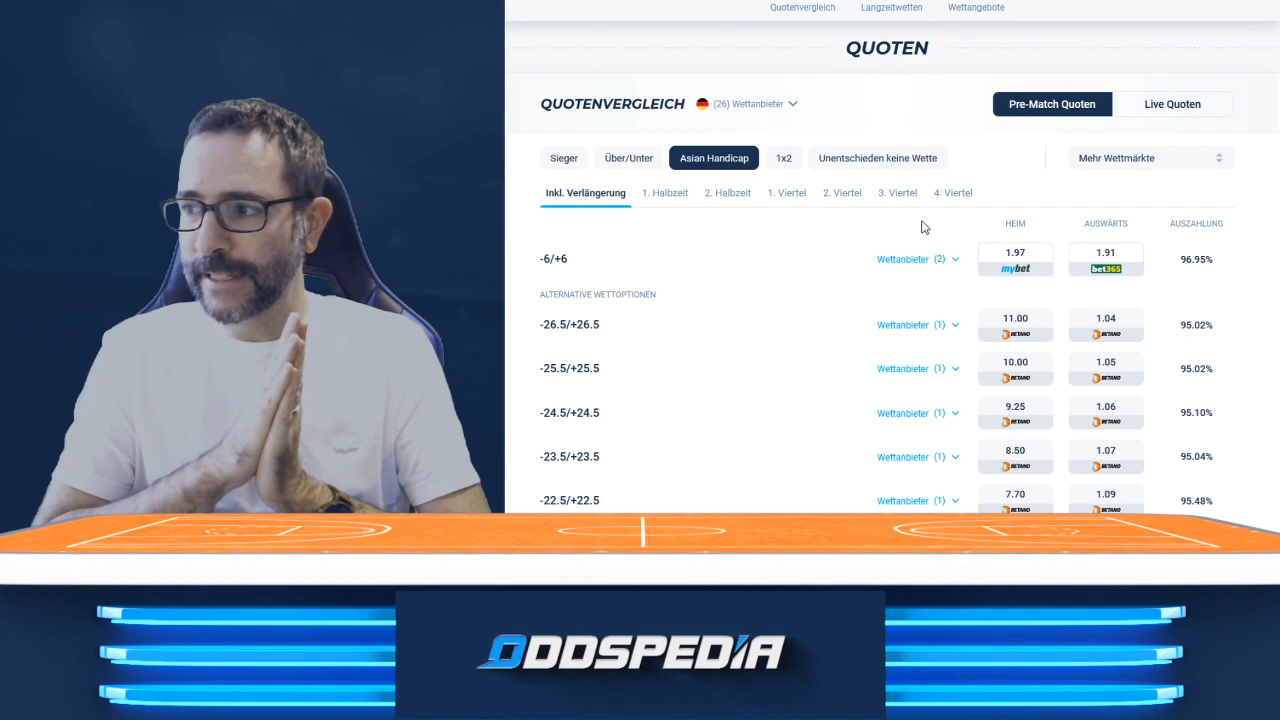 Quotenvergleich Langzeitwetten Wettangebote
QUOTEN
QUOTENVERGLEICH (26) Wettanbieter Pre-Match Quoten Live Quoten
Sieger Über/Unter Asian Handicap 1x2 Unentschieden keine Wette Mehr Wettmärkte
Inkl. Verlängerung 1. Halbzeit 2. Halbzeit 1. Viertel 2. Viertel 3. Viertel 4. Viertel
HEIM AUSWÄRTS AUSZAHLUNG
-6/+6 Wettanbieter (2) 1.97 1.91 96.95%
mybet bet365
ALTERNATIVE WETTOPTIONEN
-26.5/+26.5 Wettanbieter (1) 11.00 1.04 95.02%
BETANO BETANO
-25.5/+25.5 Wettanbieter (1) 10.00 1.05 95.02%
BETANO BETANO
-24.5/+24.5 Wettanbieter (1) 9.25 1.06 95.10%
BETANO BETANO
-23.5/+23.5 Wettanbieter (1) 8.50 1.07 95.04%
BETANO BETANO
-22.5/+22.5 Wettanbieter (1) 7.70 1.09 95.48%
BETANO BETANO
ODDSPEDIA